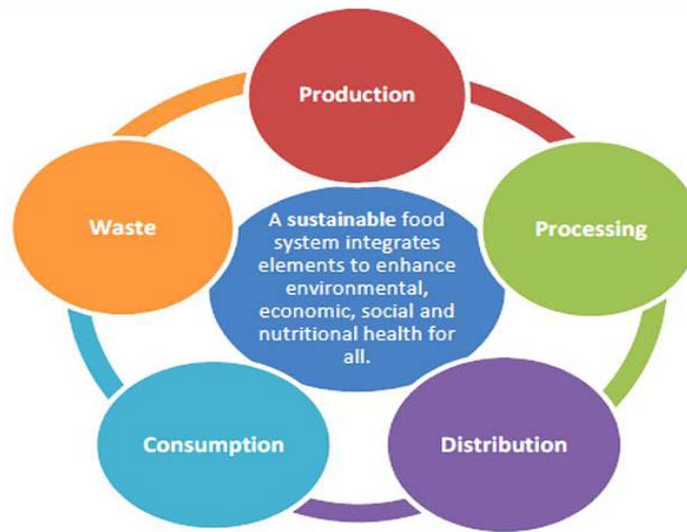 Production
Waste
Processing
A sustainable food
system integrates
elements to enhance
environmental,
economic, social and
nutritional health for
all.
Consumption
Distribution